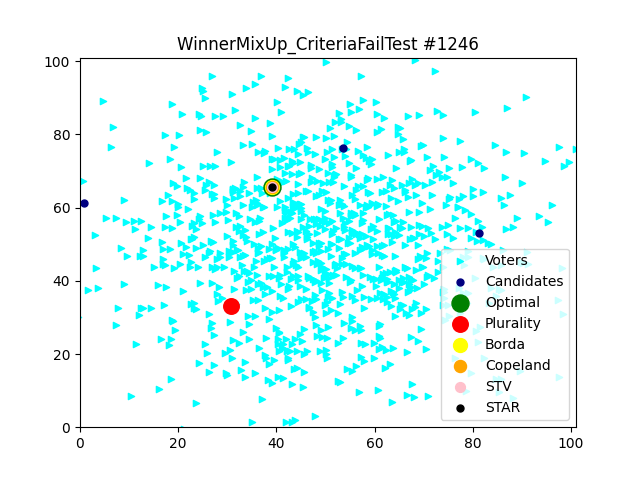 WinnerMixUp_CriteriaFailTest #1246
100
80
60
40
20
0
0
20
40
60
80
100
Voters
Candidates
Optimal
Plurality
Borda
Copeland
STV
STAR